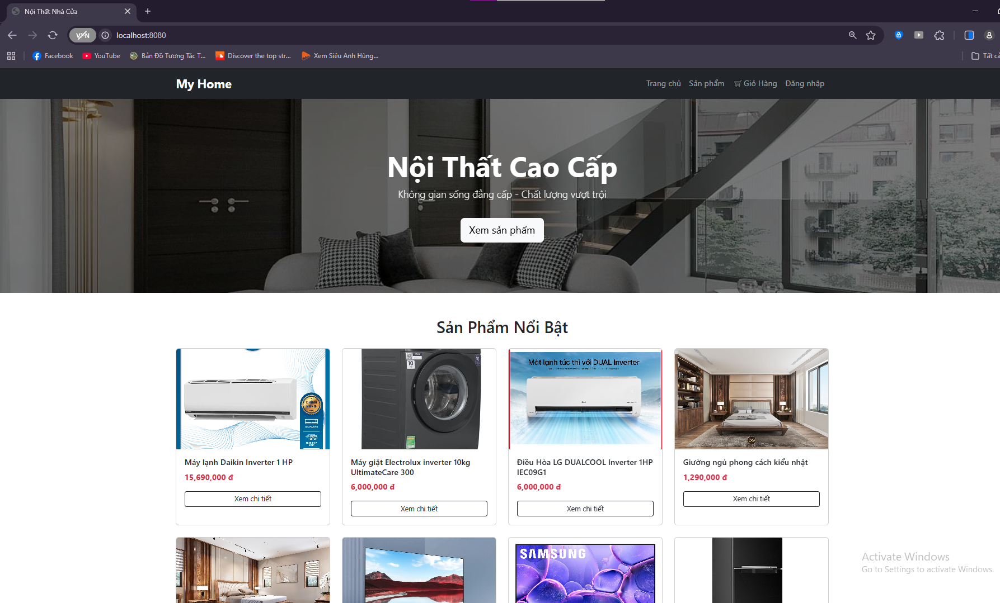 Nội Thất Nhà Cửa
VPN
localhost:8080
Facebook
YouTube
Bản Đồ Tương Tác T...
Discover the top str...
Xem Siêu Anh Hùng...
Tất cả
My Home
Trang chủ
Sản phẩm
Giỏ Hàng
Đăng nhập
Nội Thất Cao Cấp
Không gian sống đẳng cấp - Chất lượng vượt trội
Xem sản phẩm
Sản Phẩm Nổi Bật
CHÍNH
HÃNG
10
10
Mát lạnh tức thì với DUAL Inverter
DG
Máy lạnh Daikin Inverter 1 HP
15,690,000 đ
Xem chi tiết
Máy giặt Electrolux inverter 10kg
UltimateCare 300
6,000,000 đ
Xem chi tiết
Điều Hòa LG DUALCOOL Inverter 1HP
IEC09G1
6,000,000 đ
Xem chi tiết
Giường ngủ phong cách kiểu nhật
1,290,000 đ
Xem chi tiết
SAMSUNG
Activate Windows
Go to Settings to activate Windows.